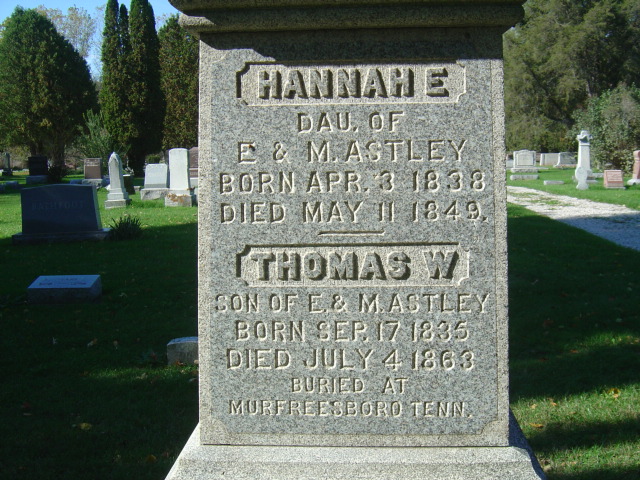 HANNAH E
DAU. OF
E & M. ASTLEY
BORN APR. 3 1838
DIED MAY 11 1849.
THOMAS W
SON OF E. & M. ASTLEY
BORN SEP. 17 1835
DIED JULY 4 1863
BURIED AT
MURFREESBORO TENN.